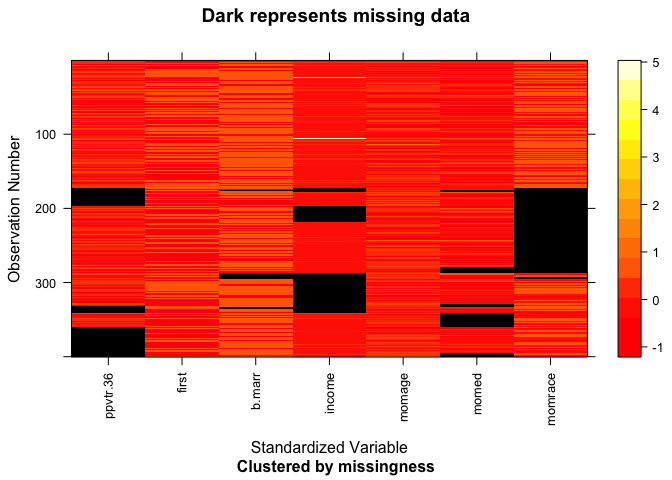 Dark represents missing data
Observation Number
100
200
300
5
4
3
2
1
0
-1
ppvtr.36
first
b.marr
income
momage
momed
momrace
Standardized Variable
Clustered by missingness